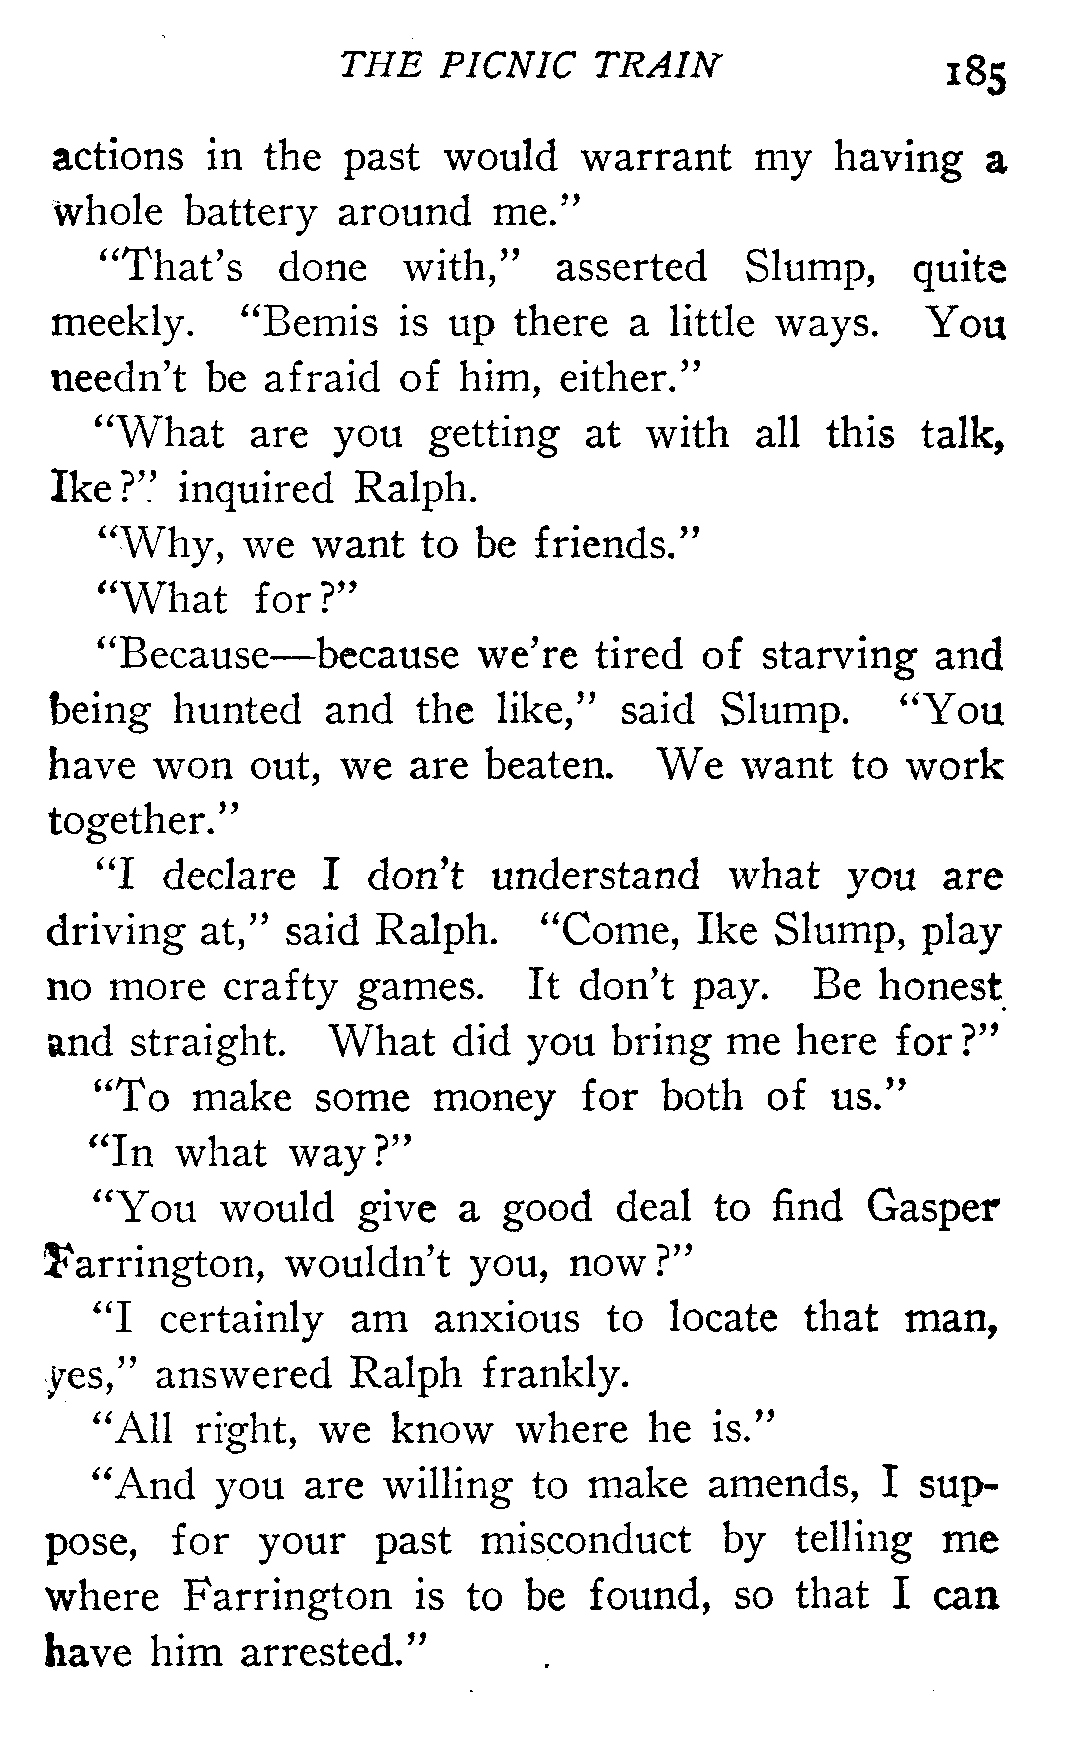 THE PICNIC TRAIN 185
actions in the past would warrant my having a
whole battery around me."
"That's done with," asserted Slump, quite
meekly. "Bemis is up there a little ways. You
needn't be afraid of him, either."
"What are you getting at with all this talk,
Ike?" inquired Ralph.
"Why, we want to be friends."
"What for?"
"Because—because we're tired of starving and
being hunted and the like," said Slump. "You
have won out, we are beaten. We want to work
together."
"I declare I don't understand what you are
driving at," said Ralph. "Come, Ike Slump, play
no more crafty games. It don't pay. Be honest
and straight. What did you bring me here for?"
"To make some money for both of us."
"In what way?"
"You would give a good deal to find Gasper
Farrington, wouldn't you, now?"
"I certainly am anxious to locate that man,
yes," answered Ralph frankly.
"All right, we know where he is."
"And you are willing to make amends, I sup-
pose, for your past misconduct by telling me
where Farrington is to be found, so that I can
have him arrested."